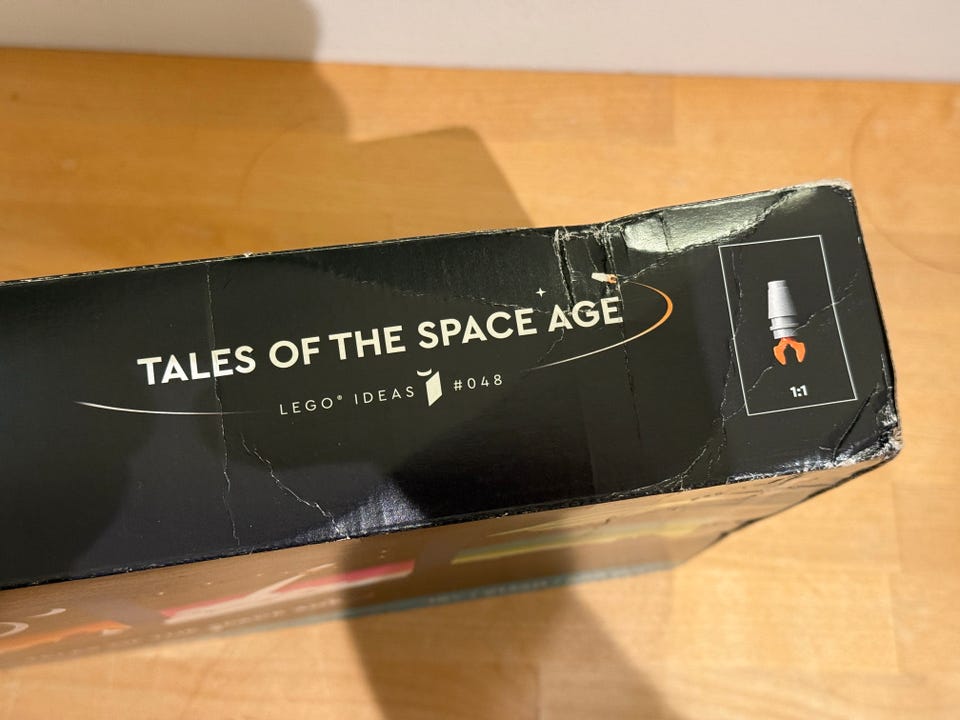 TALES OF THE SPACE AGE
LEGO® IDEAS #048
1:1